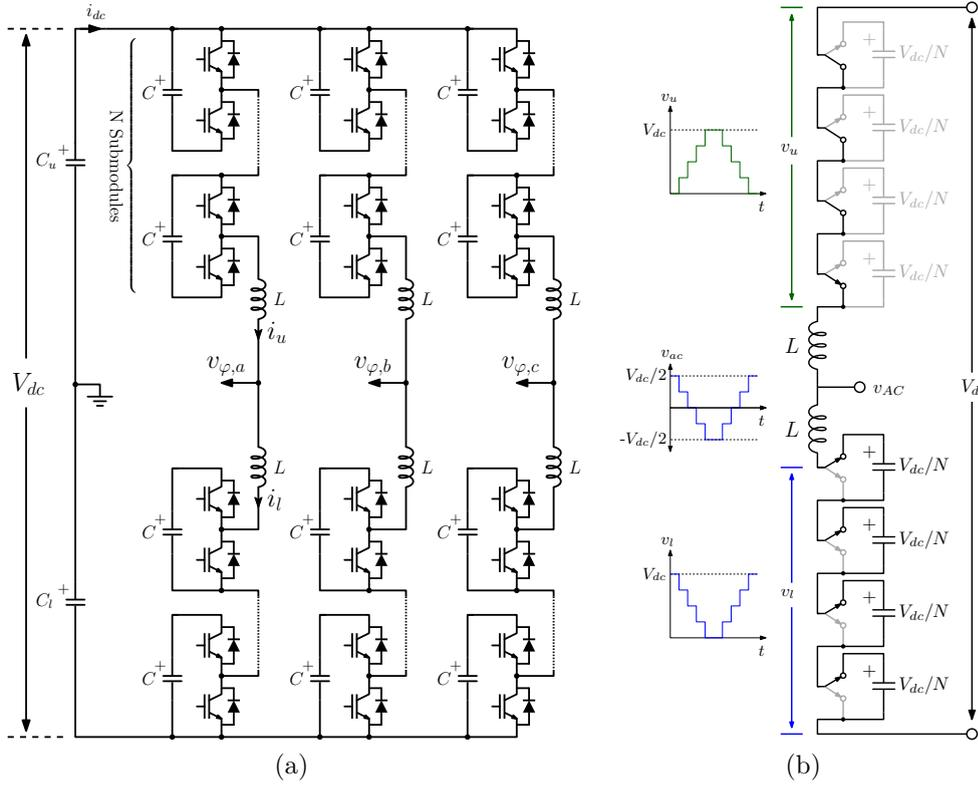 i_dc
N Submodules
C +
C +
C +
C_u +
C +
C +
C +
L
L
L
i_u
V_dc
v_φ,a
v_φ,b
v_φ,c
L
L
L
i_l
C +
C +
C +
C_l +
C +
C +
C +
(a)
v_u
V_dc
t
v_u
+ V_dc/N
+ V_dc/N
+ V_dc/N
+ V_dc/N
L
v_ac
V_dc/2
t
-V_dc/2
v_AC
V_d
L
v_l
V_dc
t
v_l
+ V_dc/N
+ V_dc/N
+ V_dc/N
+ V_dc/N
(b)